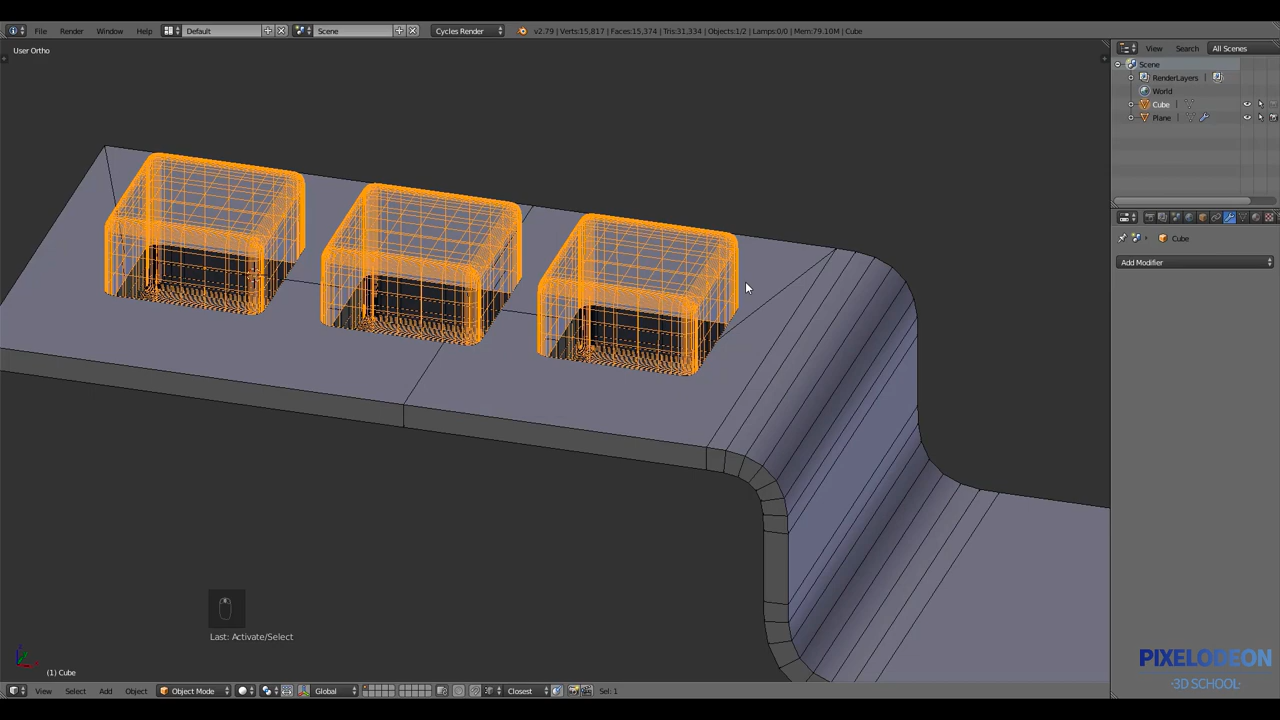 File Render Window Help Default Scene Cycles Render v2.79 | Verts:15,817 | Faces:15,374 | Tris:31,334 | Objects:1/2 | Lamps:0/0 | Mem:79.10M | Cube
User Ortho
View Search All Scenes
Scene
RenderLayers
World
Cube
Plane
Cube
Add Modifier
Last: Activate/Select
(1) Cube
PIXELODEON
·3D SCHOOL·
View Select Add Object Object Mode Global Closest Sel: 1